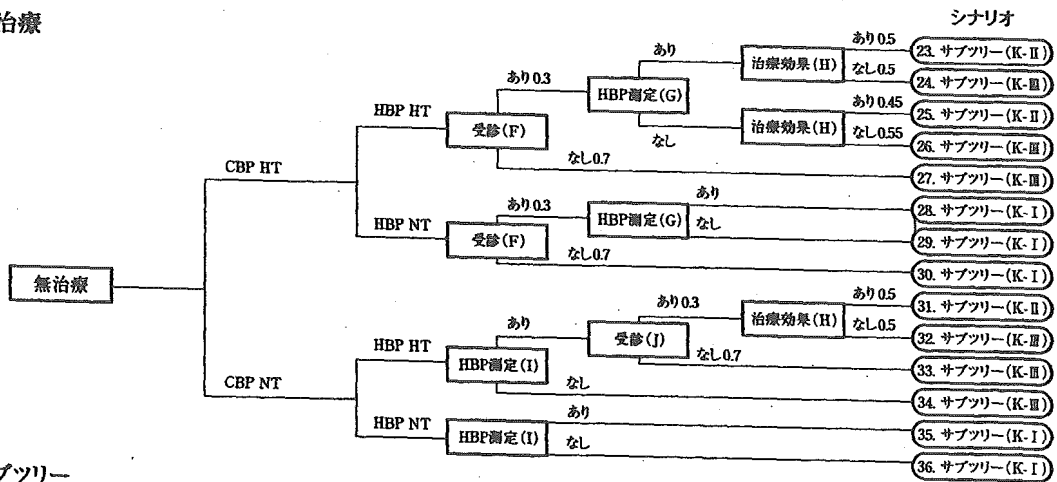 治療
シナリオ
無治療
CBP HT
HBP HT
受診(F)
あり0.3
HBP測定(G)
あり
治療効果(H)
あり0.5
23. サブツリー(K-II)
なし0.5
24. サブツリー(K-III)
なし
治療効果(H)
あり0.45
25. サブツリー(K-II)
なし0.55
26. サブツリー(K-III)
なし0.7
27. サブツリー(K-III)
HBP NT
受診(F)
あり0.3
HBP測定(G)
あり
28. サブツリー(K-I)
なし
29. サブツリー(K-I)
なし0.7
30. サブツリー(K-I)
CBP NT
HBP HT
HBP測定(I)
あり
受診(J)
あり0.3
治療効果(H)
あり0.5
31. サブツリー(K-II)
なし0.5
32. サブツリー(K-III)
なし0.7
33. サブツリー(K-III)
なし
34. サブツリー(K-III)
HBP NT
HBP測定(I)
あり
35. サブツリー(K-I)
なし
36. サブツリー(K-I)
ブツリー